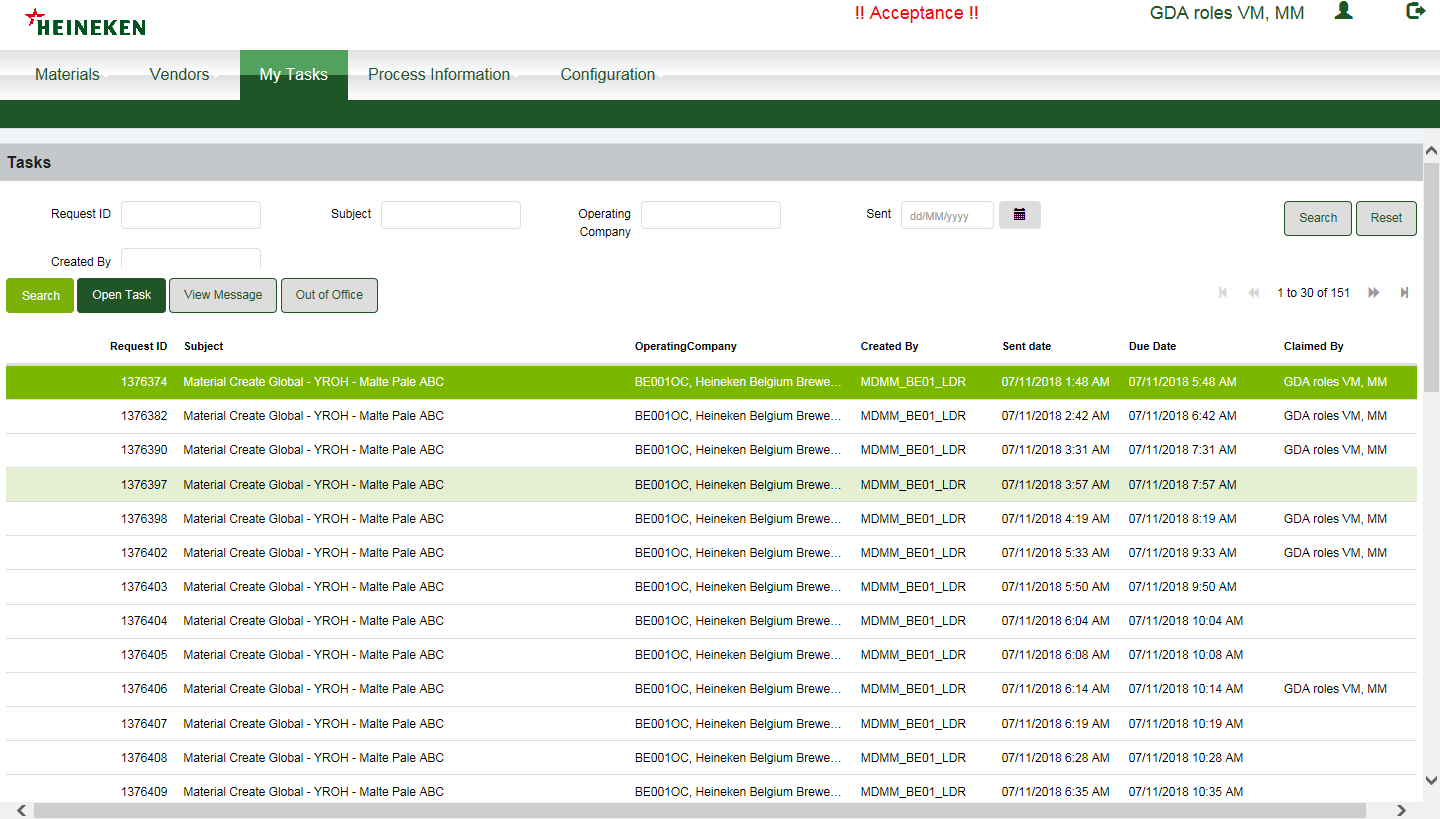 HEINEKEN
!! Acceptance !!
GDA roles VM, MM
Materials Vendors My Tasks Process Information Configuration
Tasks
Request ID Subject Operating Company Sent dd/MM/yyyy Search Reset
Created By
Search Open Task View Message Out of Office 1 to 30 of 151
Request ID Subject OperatingCompany Created By Sent date Due Date Claimed By
1376374 Material Create Global - YROH - Malte Pale ABC BE001OC, Heineken Belgium Brewe... MDMM_BE01_LDR 07/11/2018 1:48 AM 07/11/2018 5:48 AM GDA roles VM, MM
1376382 Material Create Global - YROH - Malte Pale ABC BE001OC, Heineken Belgium Brewe... MDMM_BE01_LDR 07/11/2018 2:42 AM 07/11/2018 6:42 AM GDA roles VM, MM
1376390 Material Create Global - YROH - Malte Pale ABC BE001OC, Heineken Belgium Brewe... MDMM_BE01_LDR 07/11/2018 3:31 AM 07/11/2018 7:31 AM GDA roles VM, MM
1376397 Material Create Global - YROH - Malte Pale ABC BE001OC, Heineken Belgium Brewe... MDMM_BE01_LDR 07/11/2018 3:57 AM 07/11/2018 7:57 AM
1376398 Material Create Global - YROH - Malte Pale ABC BE001OC, Heineken Belgium Brewe... MDMM_BE01_LDR 07/11/2018 4:19 AM 07/11/2018 8:19 AM GDA roles VM, MM
1376402 Material Create Global - YROH - Malte Pale ABC BE001OC, Heineken Belgium Brewe... MDMM_BE01_LDR 07/11/2018 5:33 AM 07/11/2018 9:33 AM GDA roles VM, MM
1376403 Material Create Global - YROH - Malte Pale ABC BE001OC, Heineken Belgium Brewe... MDMM_BE01_LDR 07/11/2018 5:50 AM 07/11/2018 9:50 AM
1376404 Material Create Global - YROH - Malte Pale ABC BE001OC, Heineken Belgium Brewe... MDMM_BE01_LDR 07/11/2018 6:04 AM 07/11/2018 10:04 AM
1376405 Material Create Global - YROH - Malte Pale ABC BE001OC, Heineken Belgium Brewe... MDMM_BE01_LDR 07/11/2018 6:08 AM 07/11/2018 10:08 AM
1376406 Material Create Global - YROH - Malte Pale ABC BE001OC, Heineken Belgium Brewe... MDMM_BE01_LDR 07/11/2018 6:14 AM 07/11/2018 10:14 AM GDA roles VM, MM
1376407 Material Create Global - YROH - Malte Pale ABC BE001OC, Heineken Belgium Brewe... MDMM_BE01_LDR 07/11/2018 6:19 AM 07/11/2018 10:19 AM
1376408 Material Create Global - YROH - Malte Pale ABC BE001OC, Heineken Belgium Brewe... MDMM_BE01_LDR 07/11/2018 6:28 AM 07/11/2018 10:28 AM
1376409 Material Create Global - YROH - Malte Pale ABC BE001OC, Heineken Belgium Brewe... MDMM_BE01_LDR 07/11/2018 6:35 AM 07/11/2018 10:35 AM